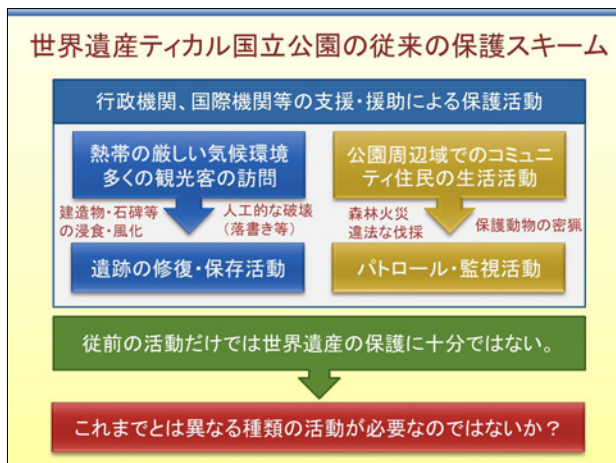 世界遺産ティカル国立公園の従来の保護スキーム
行政機関、国際機関等の支援・援助による保護活動
熱帯の厳しい気候環境
多くの観光客の訪問
建造物・石碑等
の浸食・風化
人工的な破壊
(落書き等)
遺跡の修復・保存活動
公園周辺域でのコミュニ
ティ住民の生活活動
森林火災
違法な伐採
保護動物の密猟
パトロール・監視活動
従前の活動だけでは世界遺産の保護に十分ではない。
これまでとは異なる種類の活動が必要なのではないか？